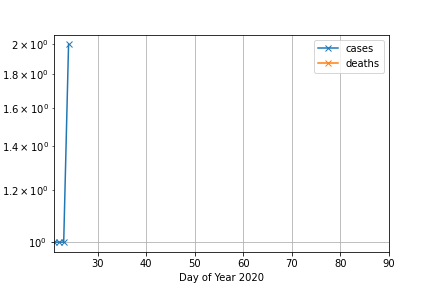 2 × 10⁰
cases
deaths
1.8 × 10⁰
1.6 × 10⁰
1.4 × 10⁰
1.2 × 10⁰
10⁰
30 40 50 60 70 80 90
Day of Year 2020